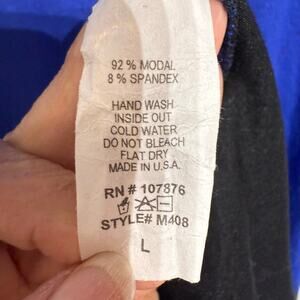 92 % MODAL
8 % SPANDEX
HAND WASH
INSIDE OUT
COLD WATER
DO NOT BLEACH
FLAT DRY
MADE IN U.S.A.
RN # 107876
STYLE# M408
L